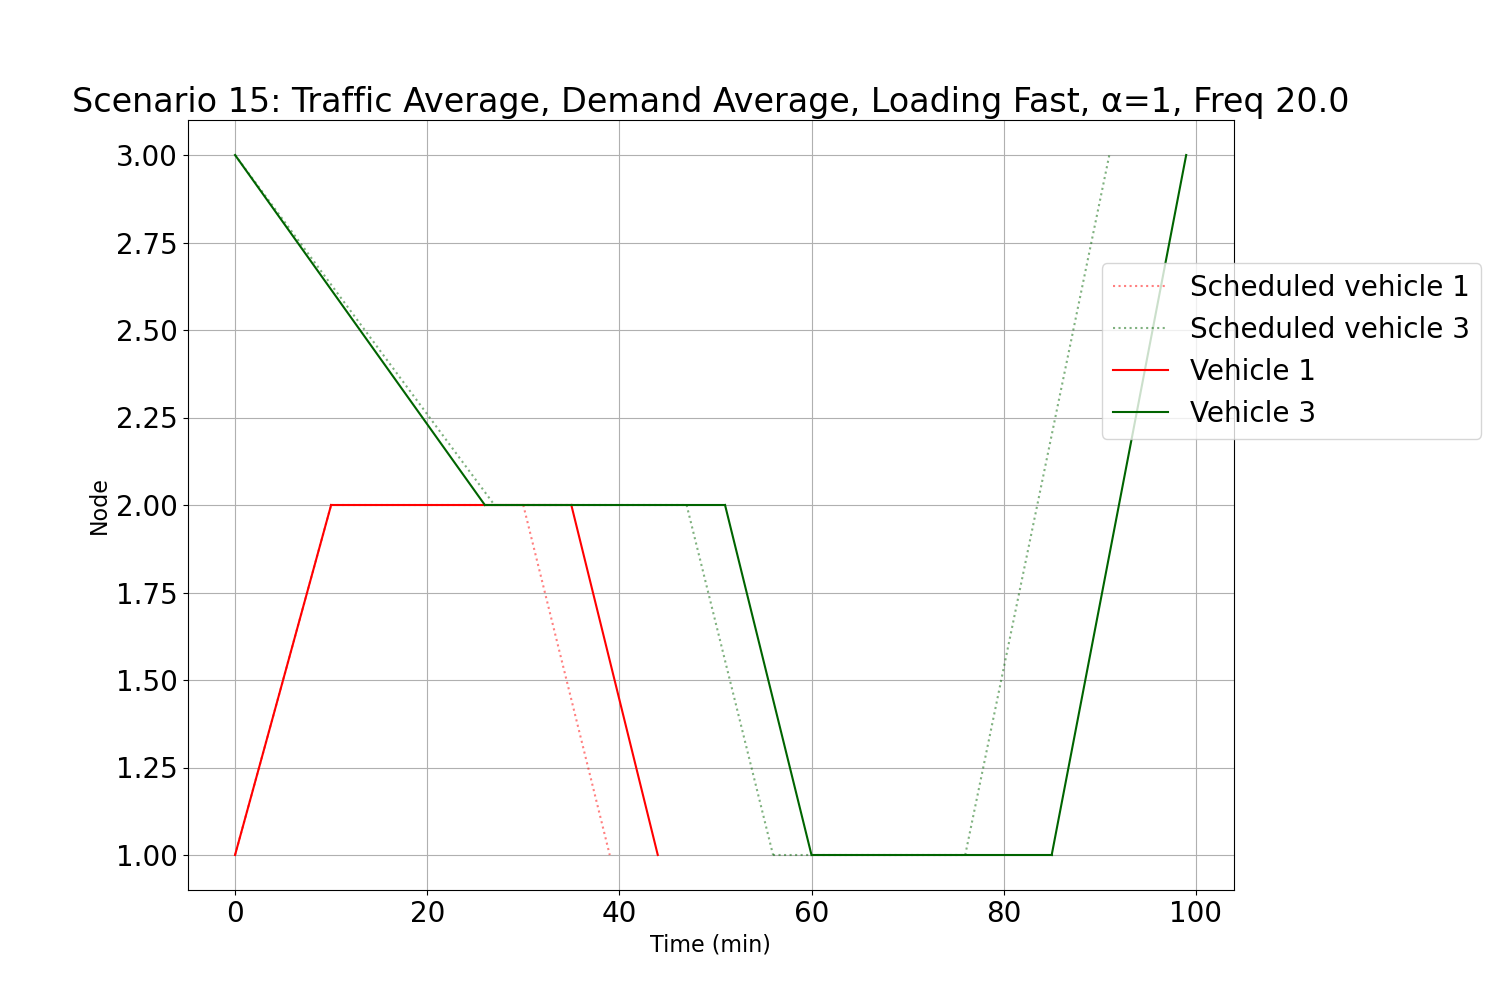 Scenario 15: Traffic Average, Demand Average, Loading Fast, α=1, Freq 20.0
3.00
2.75
2.50
2.25
2.00
1.75
1.50
1.25
1.00
Node
Scheduled vehicle 1
Scheduled vehicle 3
Vehicle 1
Vehicle 3
0 20 40 60 80 100
Time (min)